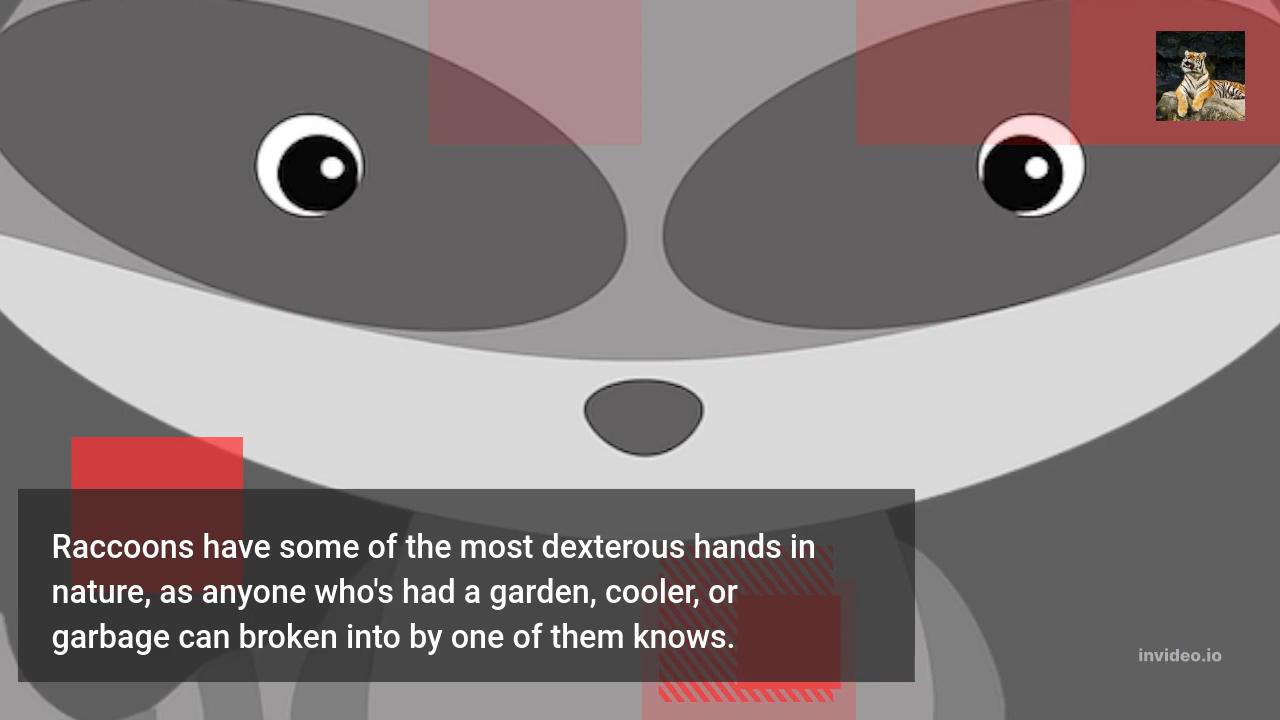 Raccoons have some of the most dexterous hands in
nature, as anyone who's had a garden, cooler, or
garbage can broken into by one of them knows.
invideo.io